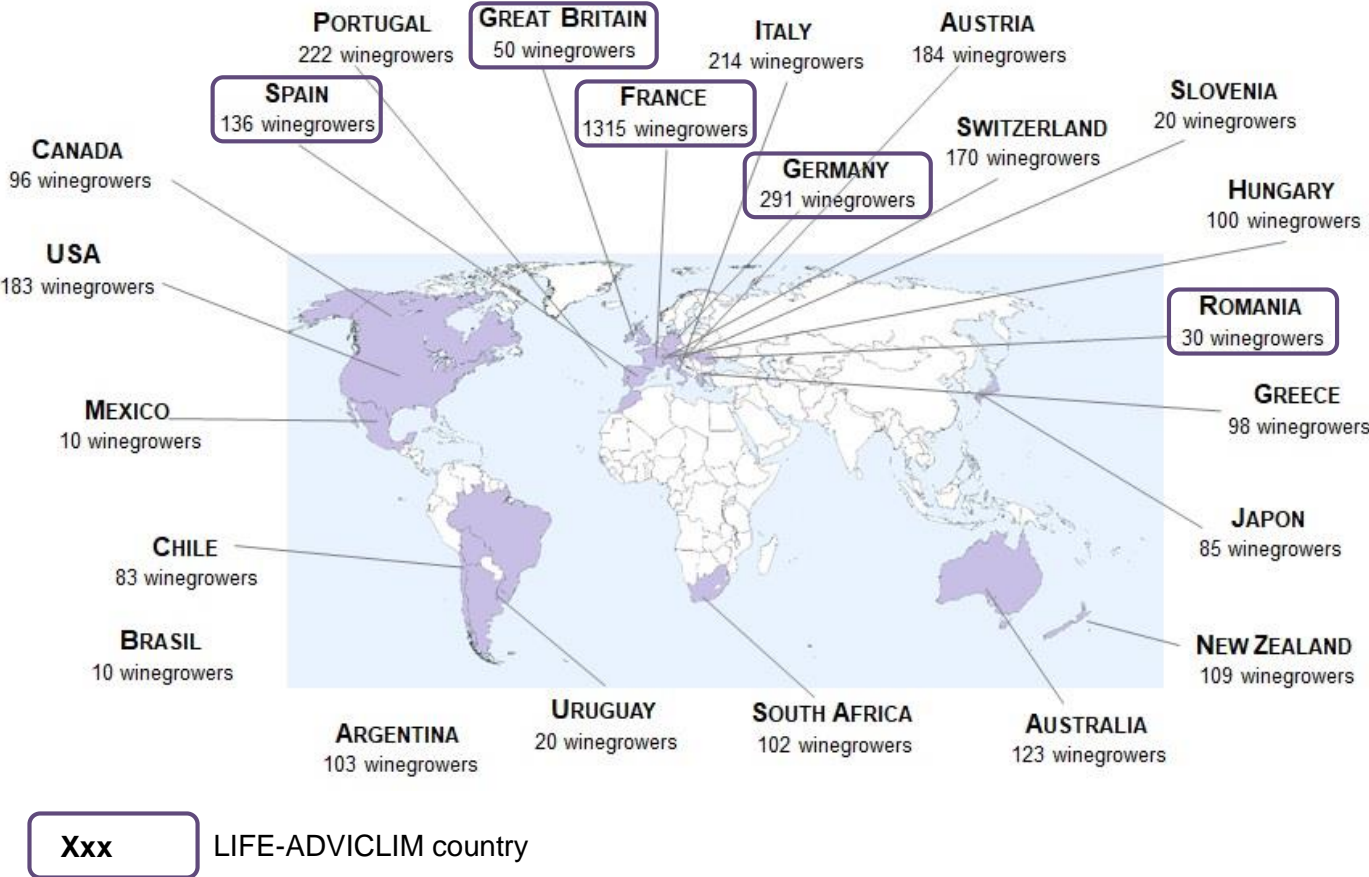 PORTUGAL
222 winegrowers
GREAT BRITAIN
50 winegrowers
ITALY
214 winegrowers
AUSTRIA
184 winegrowers
SPAIN
136 winegrowers
FRANCE
1315 winegrowers
SLOVENIA
20 winegrowers
SWITZERLAND
170 winegrowers
CANADA
96 winegrowers
GERMANY
291 winegrowers
HUNGARY
100 winegrowers
USA
183 winegrowers
ROMANIA
30 winegrowers
MEXICO
10 winegrowers
GREECE
98 winegrowers
JAPON
85 winegrowers
CHILE
83 winegrowers
BRASIL
10 winegrowers
NEW ZEALAND
109 winegrowers
ARGENTINA
103 winegrowers
URUGUAY
20 winegrowers
SOUTH AFRICA
102 winegrowers
AUSTRALIA
123 winegrowers
Xxx LIFE-ADVICLIM country